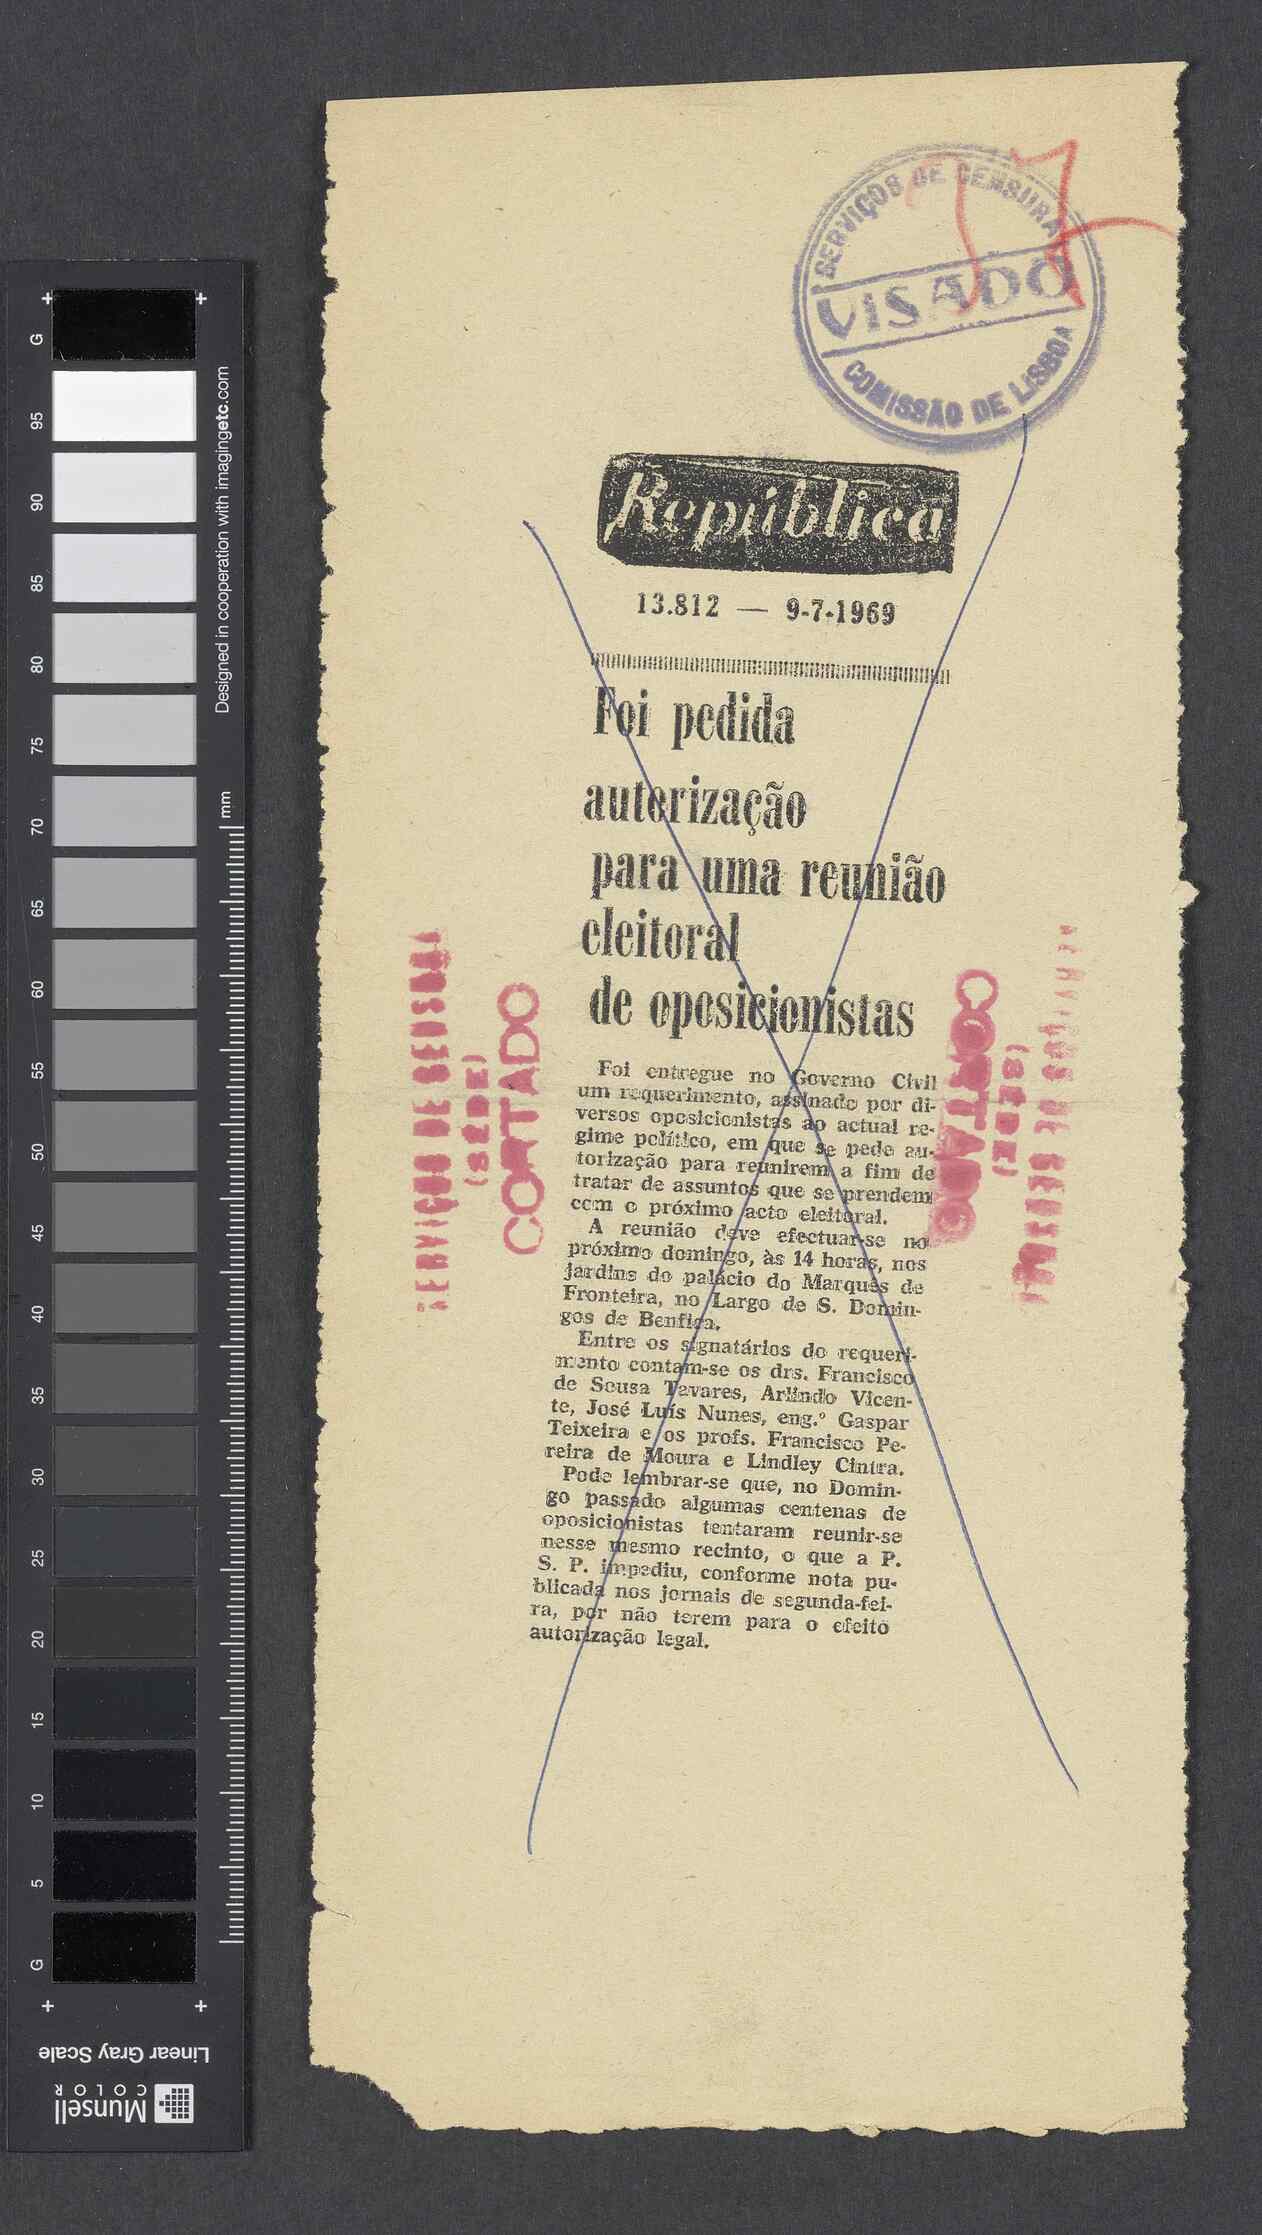 SERVIÇOS DE CENSURA
VISADO
COMISSÃO DE LISBOA
República
13.812 — 9-7-1969
Foi pedida
autorização
para uma reunião
eleitoral
de oposicionistas
Foi entregue no Governo Civil
um requerimento, assinado por di-
versos oposicionistas ao actual re-
gime político, em que se pede au-
torização para reunirem a fim de
tratar de assuntos que se prendem
com o próximo acto eleitoral.
A reunião deve efectuar-se no
próximo domingo, às 14 horas, nos
jardins do palácio do Marquês de
Fronteira, no Largo de S. Domin-
gos de Benfica.
Entre os signatários do requeri-
mento contam-se os drs. Francisco
de Sousa Tavares, Arlindo Vicen-
te, José Luís Nunes, eng.º Gaspar
Teixeira e os profs. Francisco Pe-
reira de Moura e Lindley Cintra.
Pode lembrar-se que, no Domin-
go passado algumas centenas de
oposicionistas tentaram reunir-se
nesse mesmo recinto, o que a P.
S. P. impediu, conforme nota pu-
blicada nos jornais de segunda-fei-
ra, por não terem para o efeito
autorização legal.
SERVIÇOS DE CENSURA
(SÉDE)
CORTADO
SERVIÇOS DE CENSURA
(SÉDE)
CORTADO
G
95
90
85
80
75
70
65
60
55
50
45
40
35
30
25
20
15
10
5
G
Designed in cooperation with imagingetc.com
mm
Linear Gray Scale
Munsell
COLOR